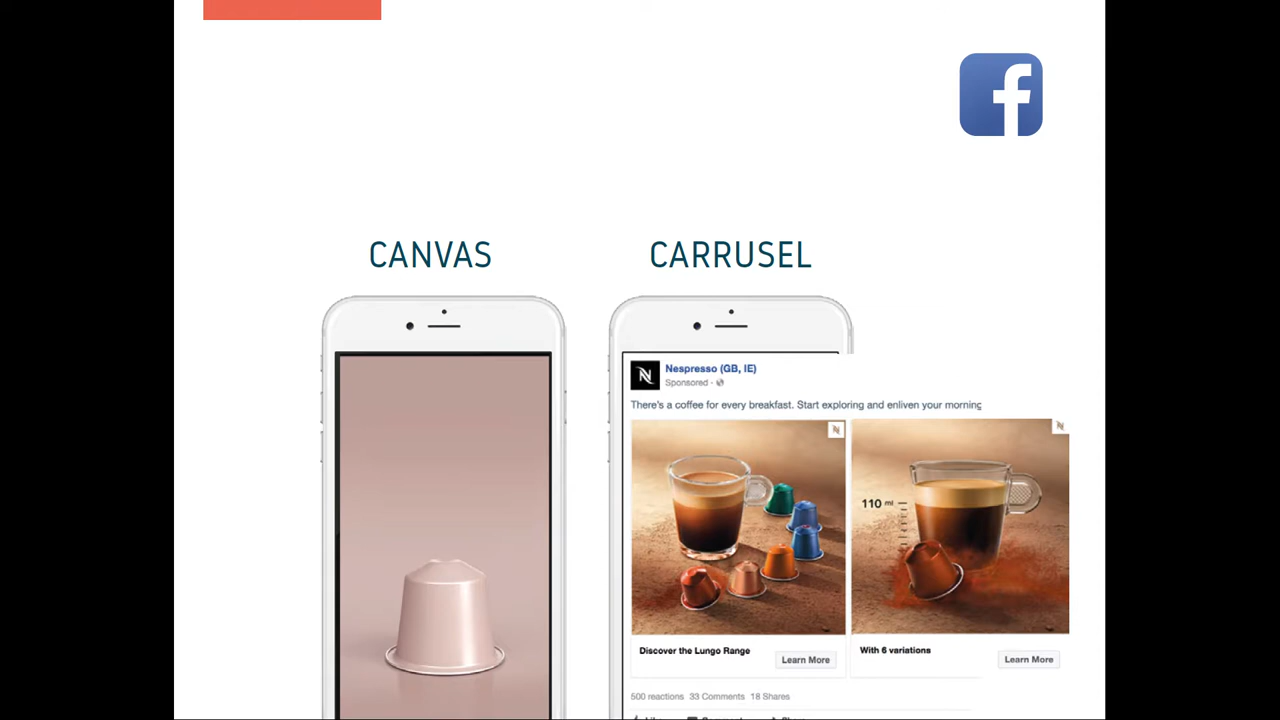 f
CANVAS
CARRUSEL
Nespresso (GB, IE)
Sponsored ·
There's a coffee for every breakfast. Start exploring and enliven your morning
110 ml
Discover the Lungo Range
Learn More
With 6 variations
Learn More
500 reactions 33 Comments 18 Shares